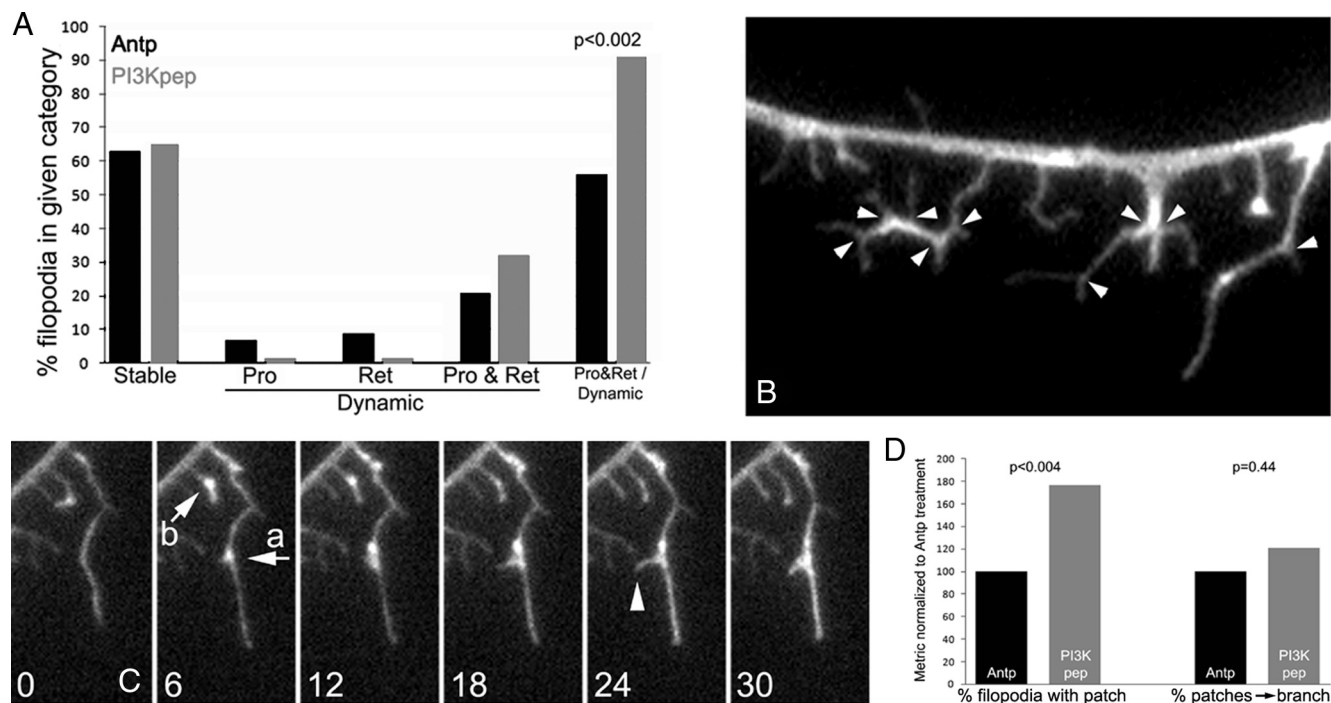 A
% filopodia in given category
100
90
80
70
60
50
40
30
20
10
0
Antp
PI3Kpep
p<0.002
Stable
Pro
Ret
Pro & Ret
Pro&Ret /
Dynamic
Dynamic
B
0
C
6
b
a
12
18
24
30
D
Metric normalized to Antp treatment
200
180
160
140
120
100
80
60
40
20
0
p<0.004
p=0.44
Antp
PI3K
pep
Antp
PI3K
pep
% filopodia with patch
% patches → branch